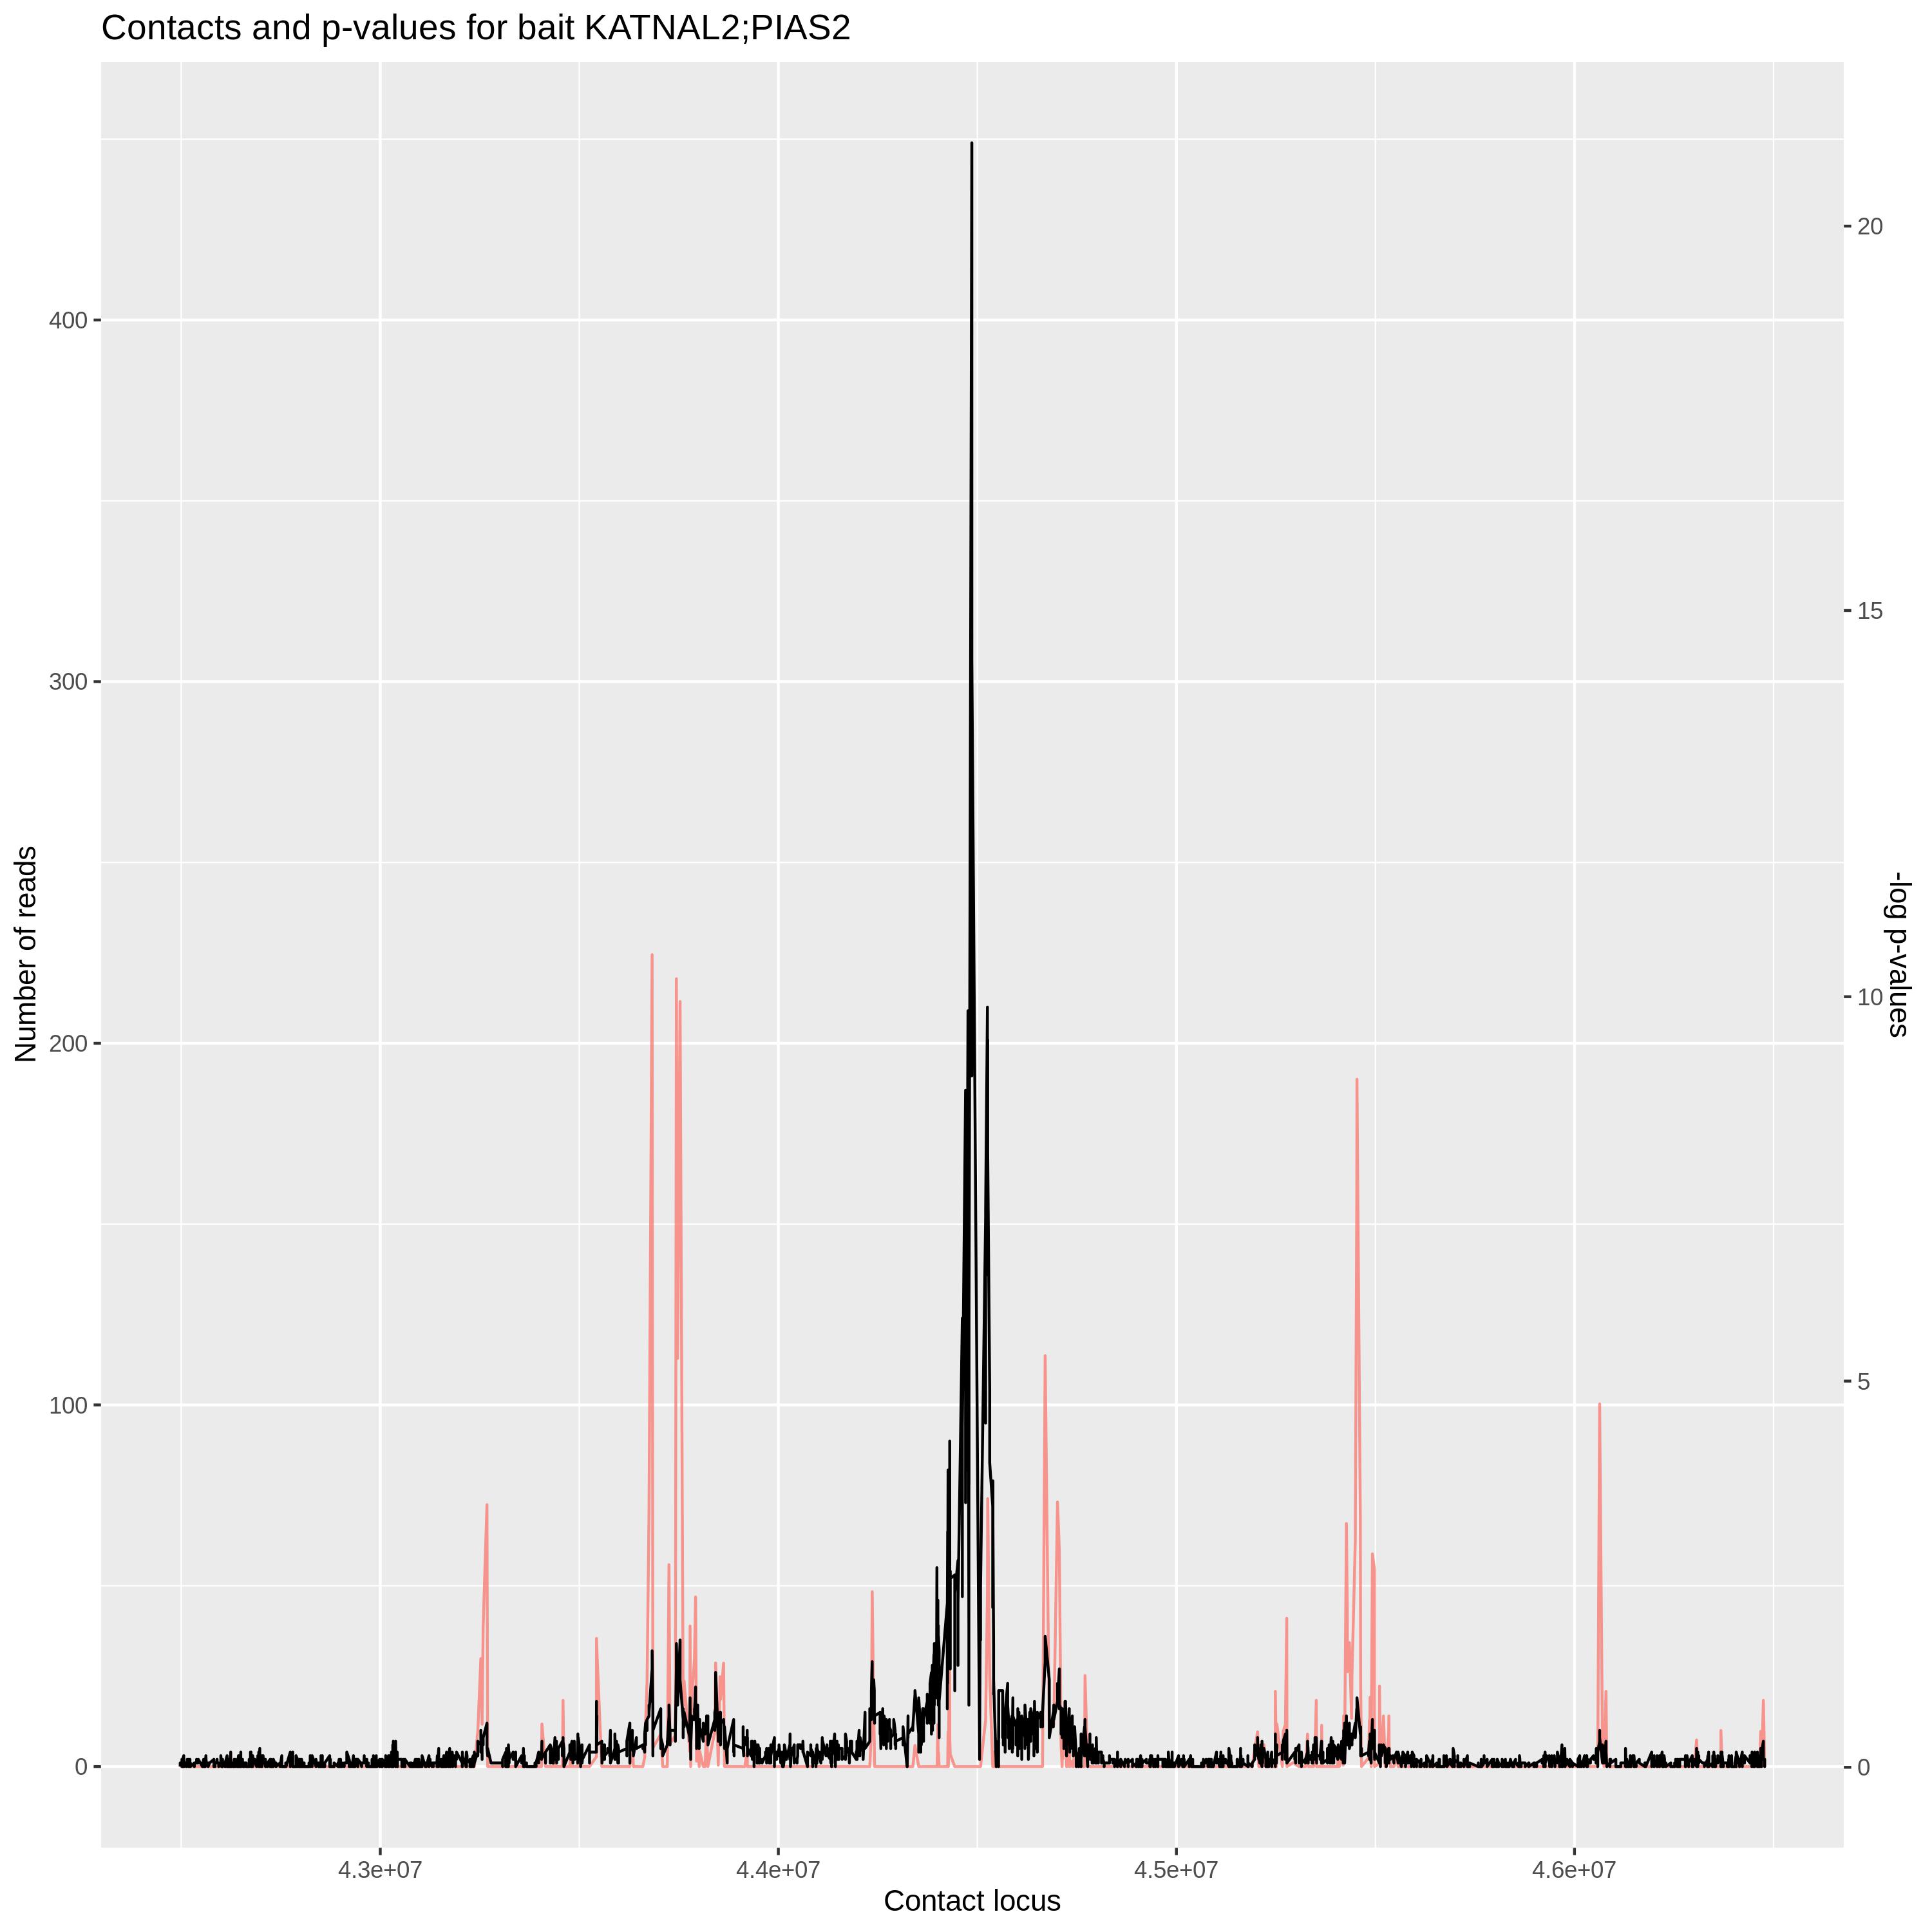 Contacts and p-values for bait KATNAL2;PIAS2
Number of reads
400
300
200
100
0
20
15
10
5
0
-log p-values
4.3e+07
4.4e+07
4.5e+07
4.6e+07
Contact locus